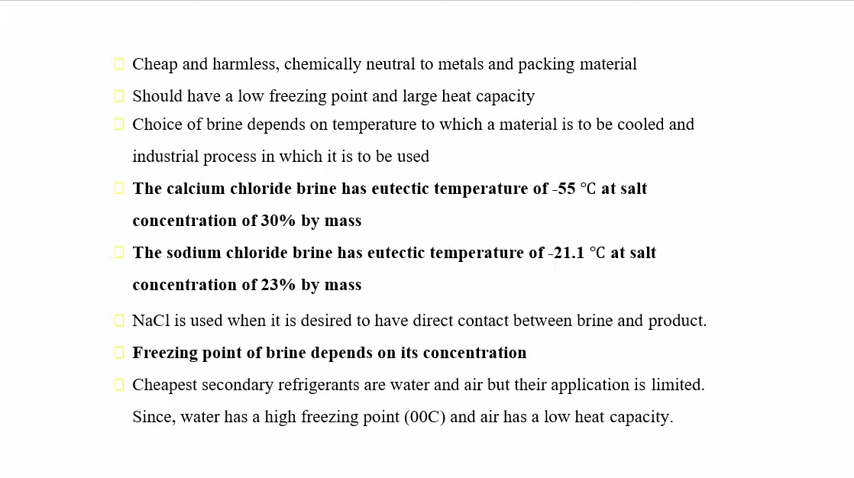 Cheap and harmless, chemically neutral to metals and packing material
Should have a low freezing point and large heat capacity
Choice of brine depends on temperature to which a material is to be cooled and
industrial process in which it is to be used
The calcium chloride brine has eutectic temperature of -55 ℃ at salt
concentration of 30% by mass
The sodium chloride brine has eutectic temperature of -21.1 ℃ at salt
concentration of 23% by mass
NaCl is used when it is desired to have direct contact between brine and product.
Freezing point of brine depends on its concentration
Cheapest secondary refrigerants are water and air but their application is limited.
Since, water has a high freezing point (00C) and air has a low heat capacity.